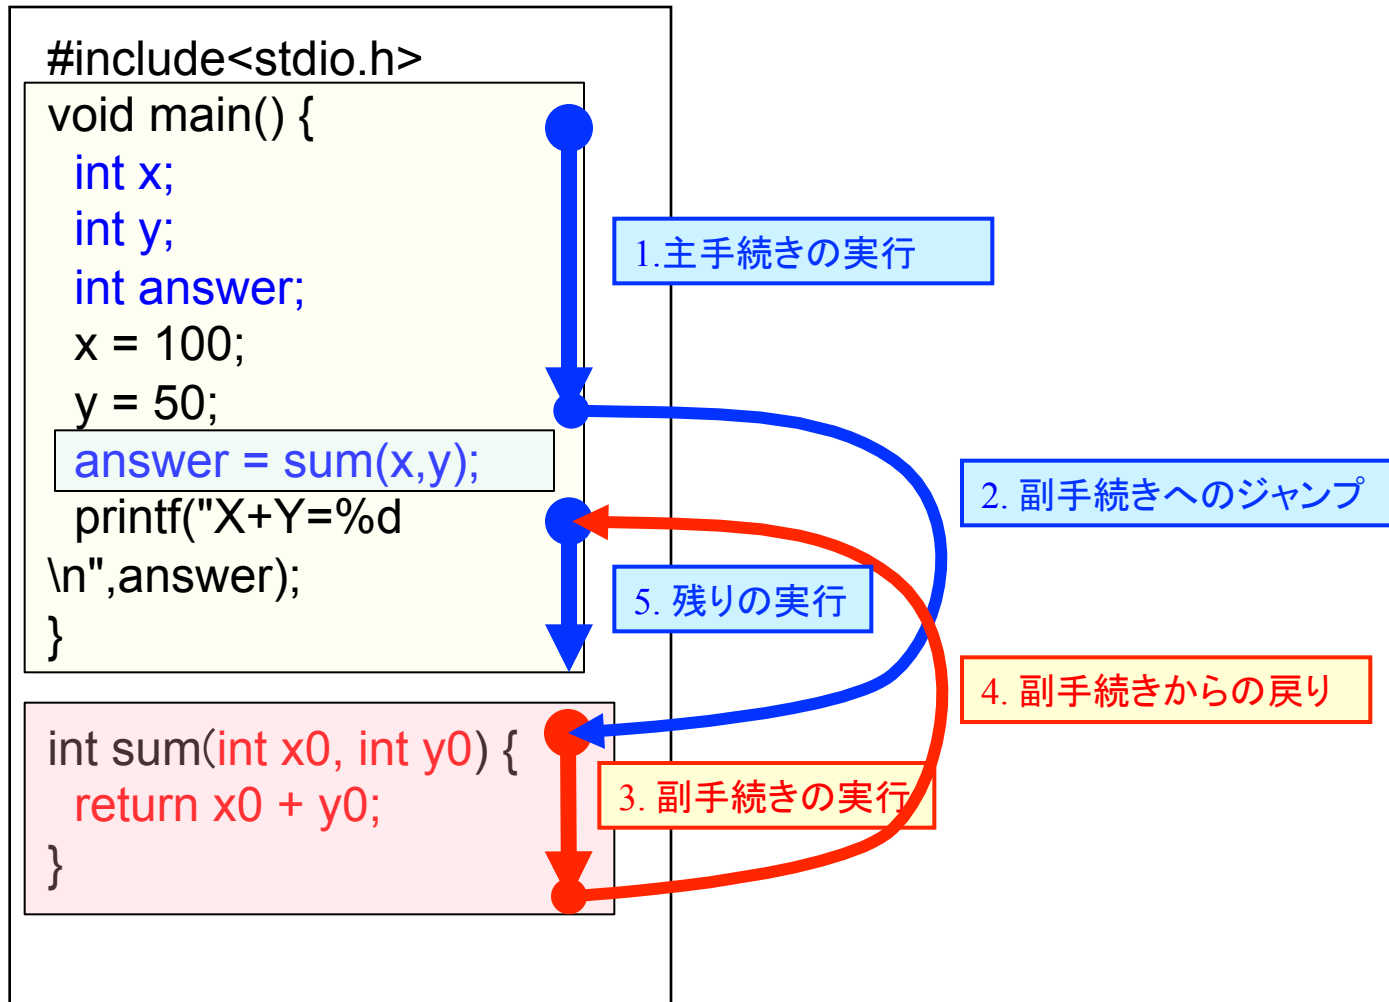 #include<stdio.h>
void main() {
int x;
int y;
int answer;
x = 100;
y = 50;
answer = sum(x,y);
printf("X+Y=%d
\n",answer);
}
int sum(int x0, int y0) {
return x0 + y0;
}
1.主手続きの実行
2. 副手続きへのジャンプ
5. 残りの実行
4. 副手続きからの戻り
3. 副手続きの実行